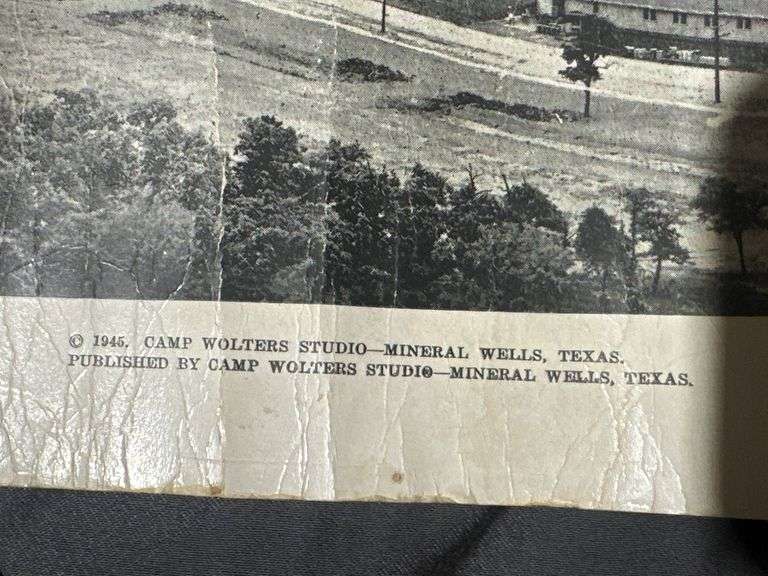 © 1945. CAMP WOLTERS STUDIO—MINERAL WELLS, TEXAS.
PUBLISHED BY CAMP WOLTERS STUDIO—MINERAL WELLS, TEXAS.